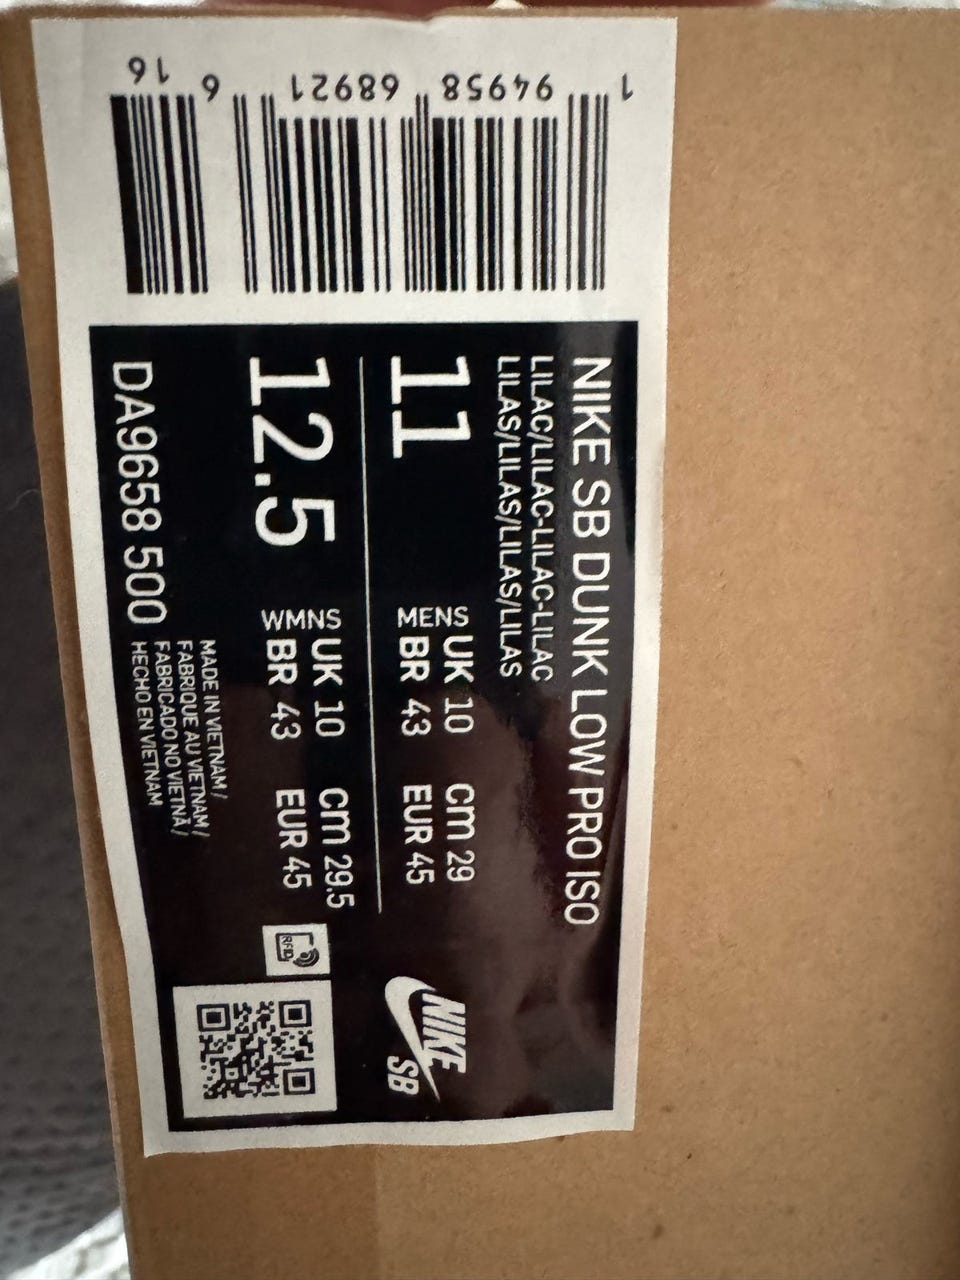 NIKE SB DUNK LOW PRO ISO
LILAC/LILAC-LILAC-LILAC
LILAS/LILAS/LILAS/LILAS
11
MENS
UK 10
CM 29
BR 43
EUR 45
12.5
WMNS
UK 10
CM 29.5
BR 43
EUR 45
DA9658 500
MADE IN VIETNAM/
FABRIQUE AU VIETNAM/
FABRICADO NO VIETNÃ/
HECHO EN VIETNAM
RFID
NIKE
SB
1 94958 68921 6 16